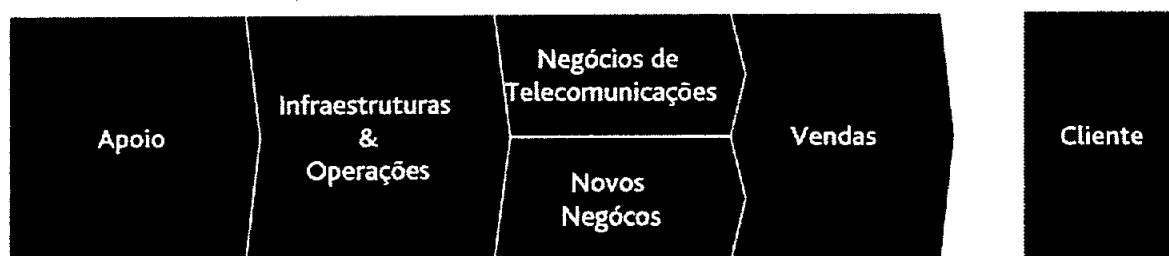 Apoio
Infraestruturas
&
Operações
Negócios de
Telecomunicações
Novos
Negócos
Vendas
Cliente